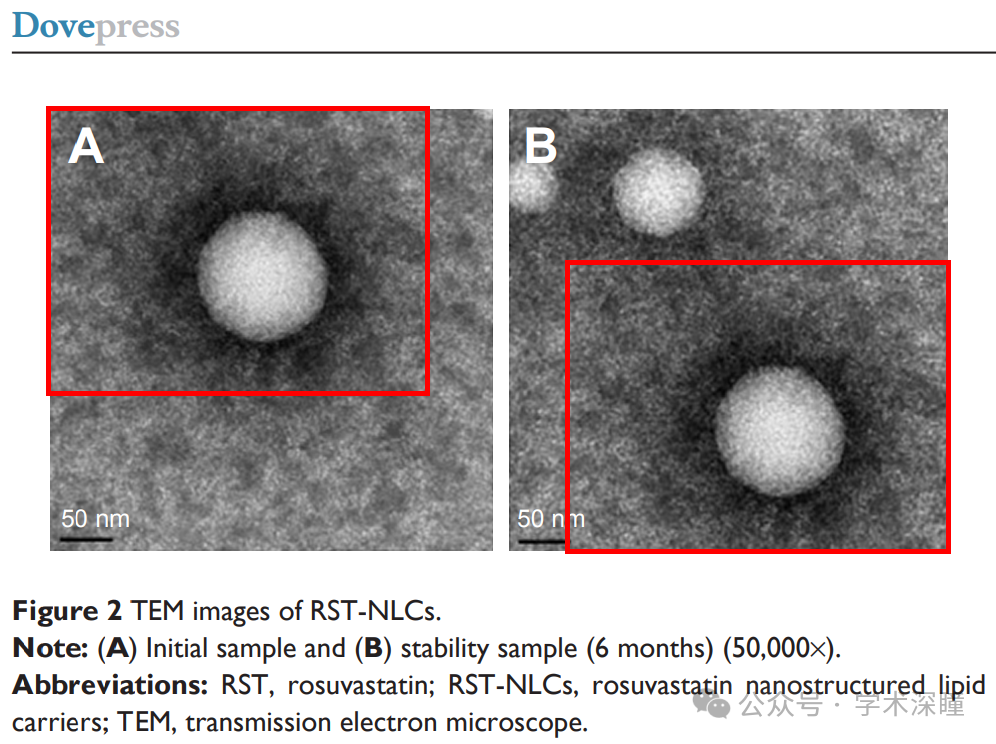 Dovepress
A
B
50 nm
50 nm
Figure 2 TEM images of RST-NLCs.
Note: (A) Initial sample and (B) stability sample (6 months) (50,000×).
Abbreviations: RST, rosuvastatin; RST-NLCs, rosuvastatin nanostructured lipid
carriers; TEM, transmission electron microscope.
公众号 · 学术深瞳